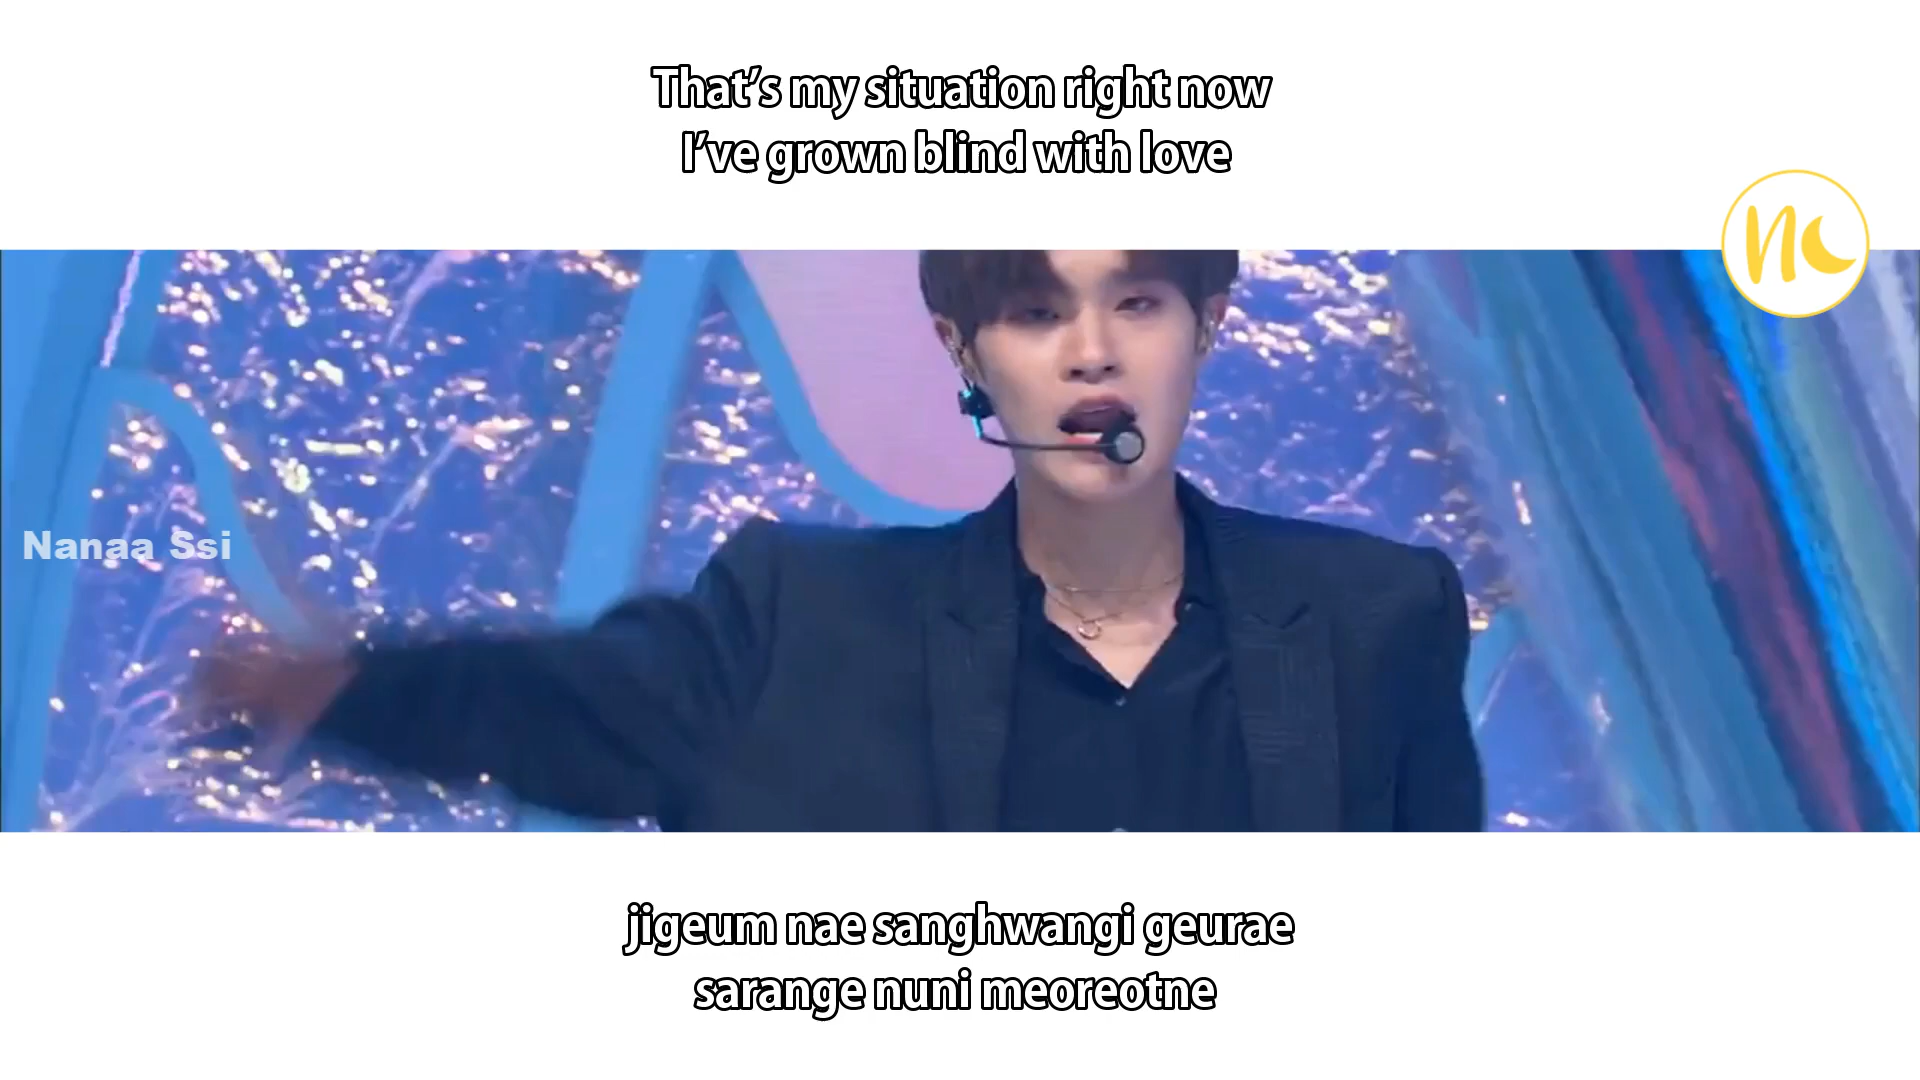 That's my situation right now
I've grown blind with love
nc
Nanaa Ssi
jigeum nae sanghwangi geurae
sarange nuni meoreotne